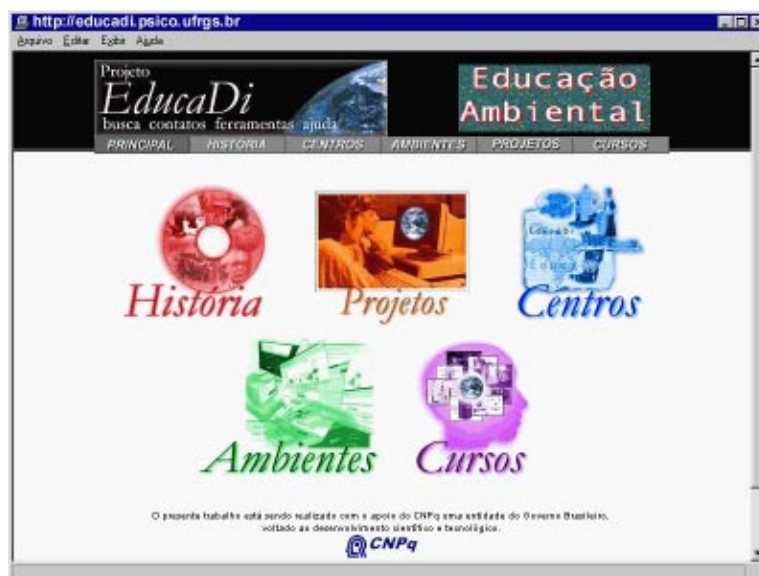 http://educadi.psico.ufrgs.br
Arquivo Editar Exibir Ajuda
Projeto
EducaDi
busca contatos ferramentas ajuda
Educação
Ambiental
PRINCIPAL HISTÓRIA CENTROS AMBIENTES PROJETOS CURSOS
História
Projetos
EducaDi
Centros
Ambientes
Cursos
O presente trabalho está sendo realizado com o apoio do CNPq uma entidade do Governo Brasileiro,
voltado ao desenvolvimento científico e tecnológico.
CNPq